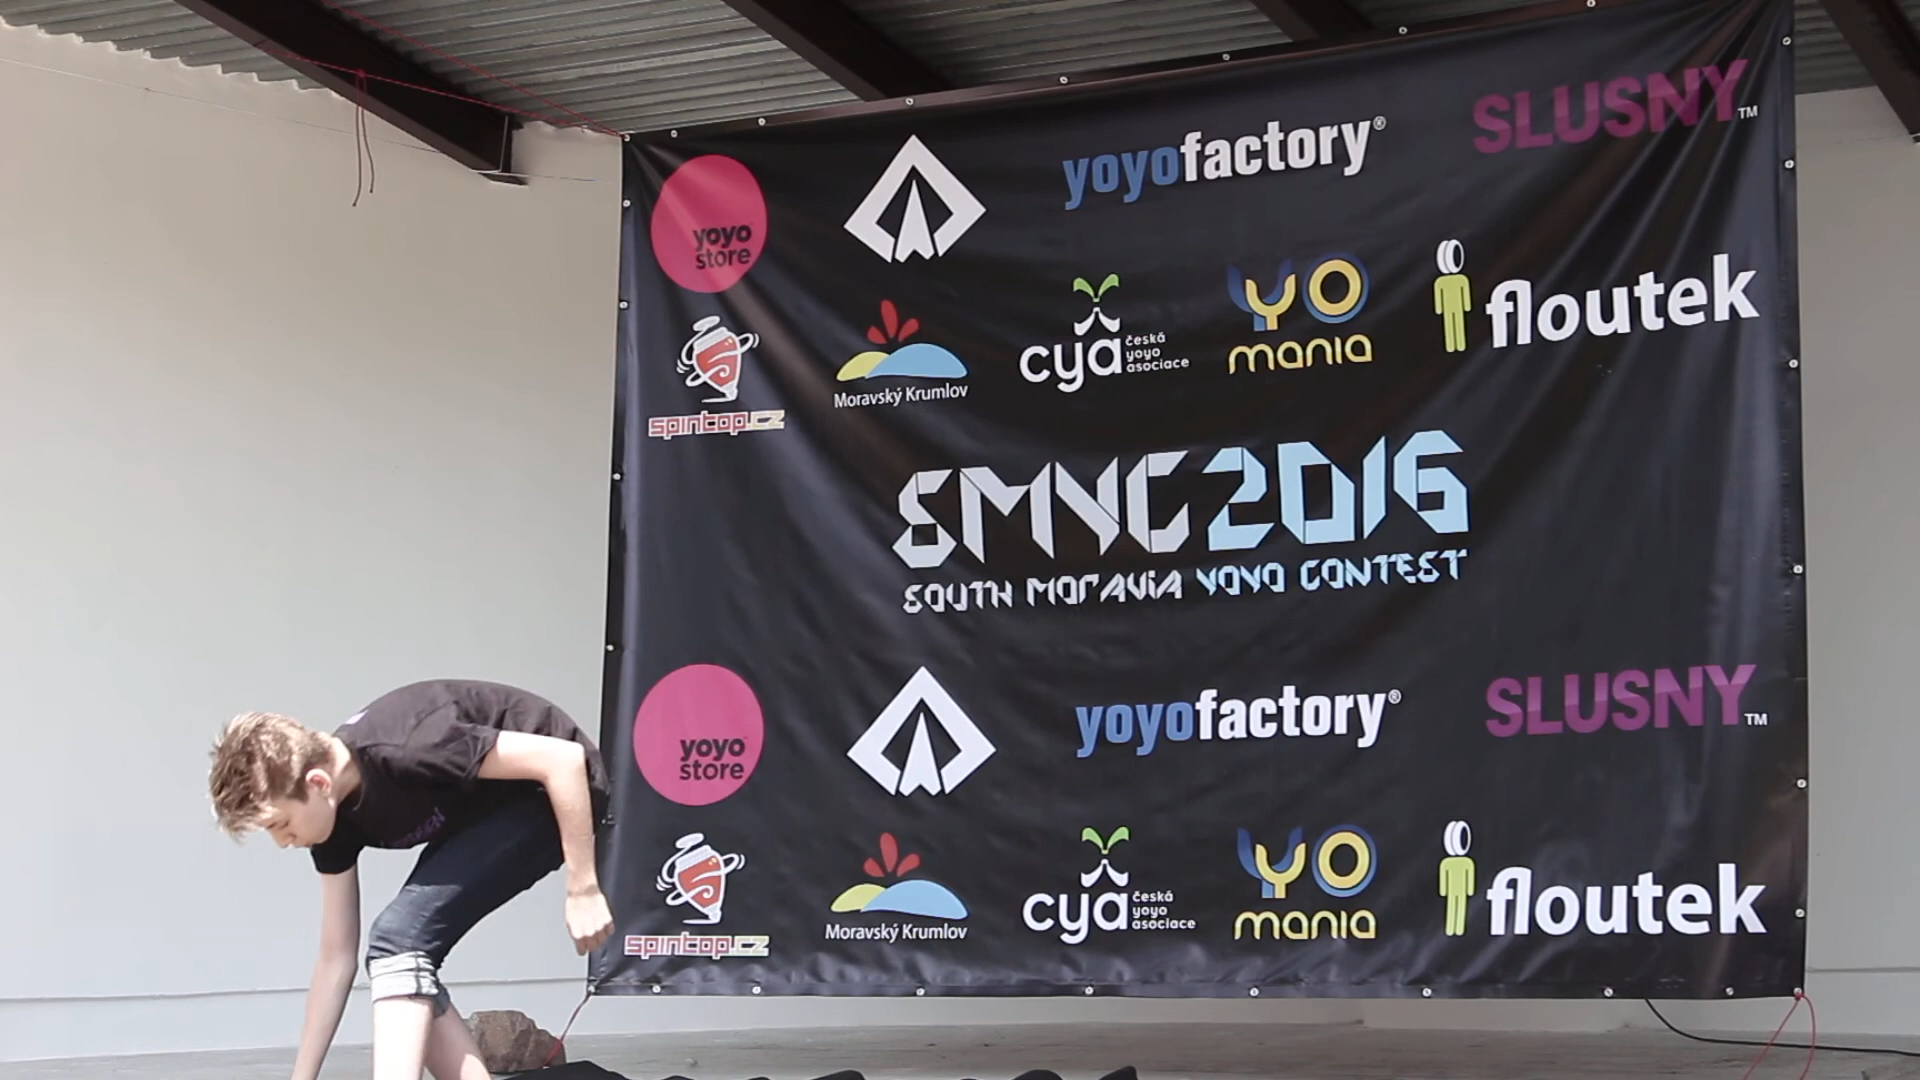 yoyofactory®
SLUSNY™
yoyo
store
česká
yoyo
asociace
cya
YO
mania
floutek
Moravský Krumlov
spintop.cz
SMYC2016
SOUTH MORAVIA YOYO CONTEST
yoyo
store
yoyofactory®
SLUSNY™
česká
yoyo
asociace
cya
YO
mania
floutek
Moravský Krumlov
spintop.cz